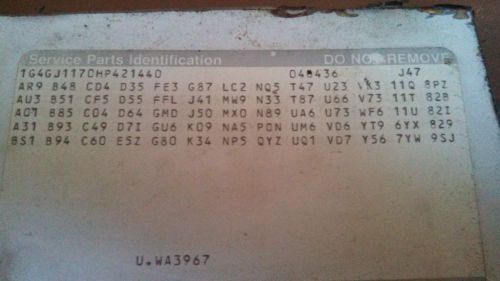 Service Parts Identification DO NOT REMOVE
1G4GJ1170HP421440 048436 J47
AR9 B48 CD4 D35 FE3 G87 LC2 NQ5 T47 U23 VK3 11Q 8PZ
AU3 B51 CF5 D55 FFL J41 MW9 N33 T87 U66 V73 11T 82B
A01 B85 C04 D64 GMD J50 MX0 N89 UA6 U73 WF6 11U 82I
A31 B93 C49 D7I GU6 K09 NA5 PDN UM6 VD6 YT9 6YX 829
BS1 B94 C60 E5Z G80 K34 NP5 QYZ UQ1 VD7 Y56 7YW 9SJ
U.WA3967